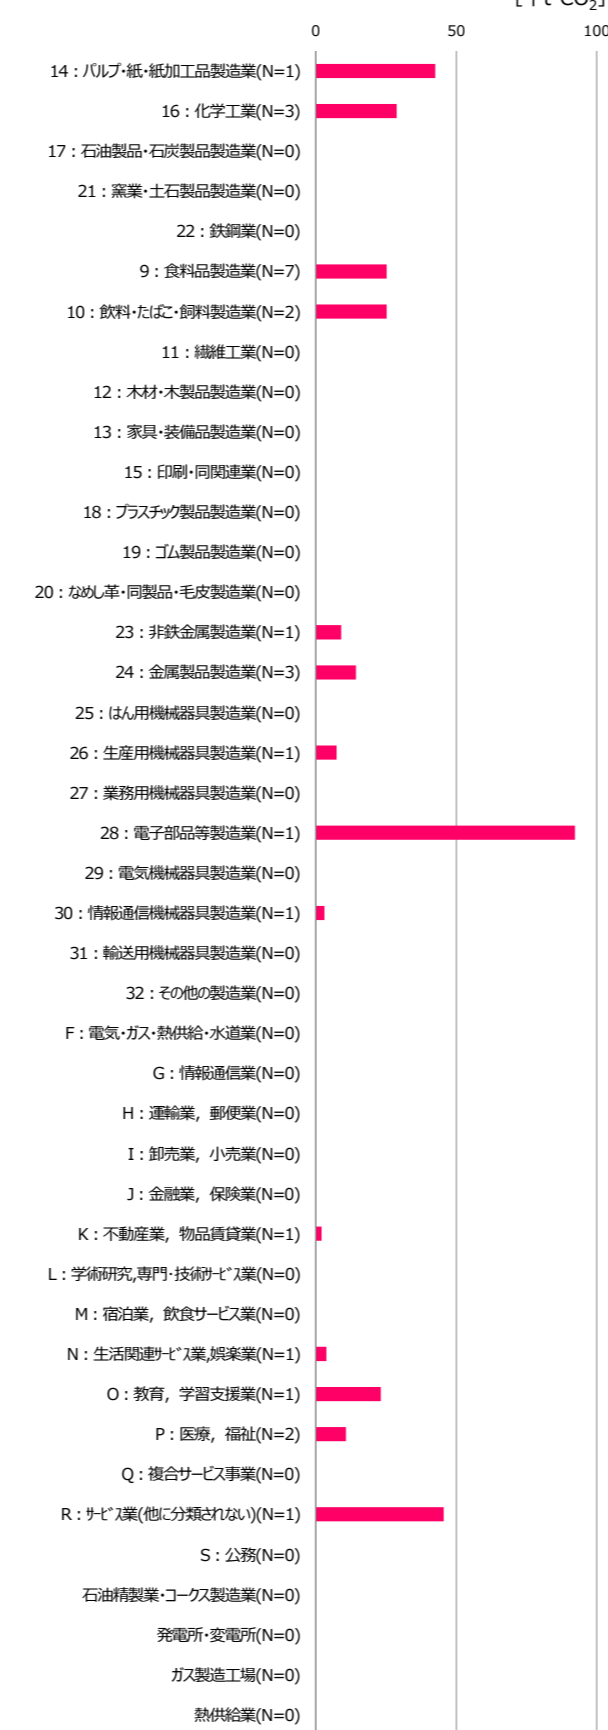 0 50 100
14：パルプ・紙・紙加工品製造業(N=1)
16：化学工業(N=3)
17：石油製品・石炭製品製造業(N=0)
21：窯業・土石製品製造業(N=0)
22：鉄鋼業(N=0)
9：食料品製造業(N=7)
10：飲料・たばこ・飼料製造業(N=2)
11：繊維工業(N=0)
12：木材・木製品製造業(N=0)
13：家具・装備品製造業(N=0)
15：印刷・同関連業(N=0)
18：プラスチック製品製造業(N=0)
19：ゴム製品製造業(N=0)
20：なめし革・同製品・毛皮製造業(N=0)
23：非鉄金属製造業(N=1)
24：金属製品製造業(N=3)
25：はん用機械器具製造業(N=0)
26：生産用機械器具製造業(N=1)
27：業務用機械器具製造業(N=0)
28：電子部品等製造業(N=1)
29：電気機械器具製造業(N=0)
30：情報通信機械器具製造業(N=1)
31：輸送用機械器具製造業(N=0)
32：その他の製造業(N=0)
F：電気・ガス・熱供給・水道業(N=0)
G：情報通信業(N=0)
H：運輸業，郵便業(N=0)
I：卸売業，小売業(N=0)
J：金融業，保険業(N=0)
K：不動産業，物品賃貸業(N=1)
L：学術研究,専門・技術ｻｰﾋﾞｽ業(N=0)
M：宿泊業，飲食サービス業(N=0)
N：生活関連ｻｰﾋﾞｽ業,娯楽業(N=1)
O：教育，学習支援業(N=1)
P：医療，福祉(N=2)
Q：複合サービス事業(N=0)
R：ｻｰﾋﾞｽ業(他に分類されない)(N=1)
S：公務(N=0)
石油精製業・コークス製造業(N=0)
発電所・変電所(N=0)
ガス製造工場(N=0)
熱供給業(N=0)